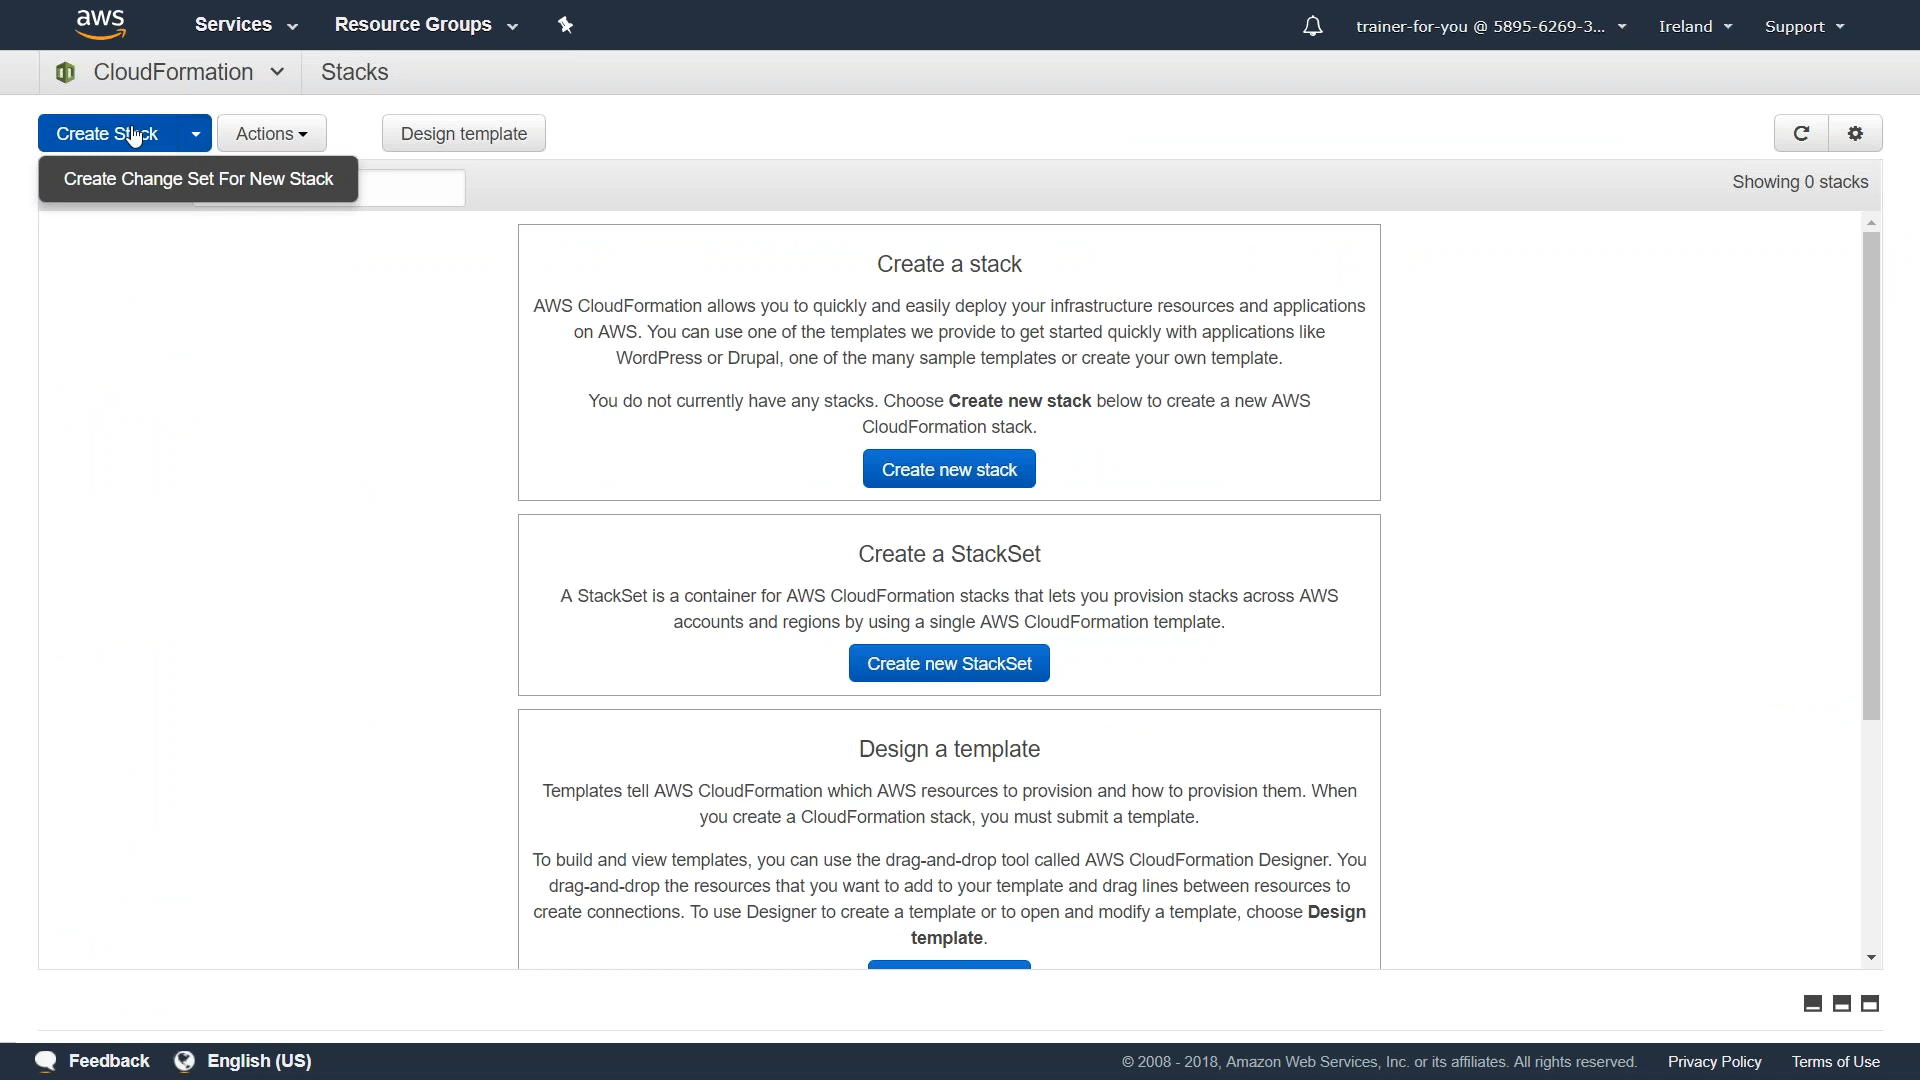 aws Services Resource Groups trainer-for-you @ 5895-6269-3... Ireland Support
CloudFormation Stacks
Create Stack Actions Design template
Create Change Set For New Stack Showing 0 stacks
Create a stack
AWS CloudFormation allows you to quickly and easily deploy your infrastructure resources and applications
on AWS. You can use one of the templates we provide to get started quickly with applications like
WordPress or Drupal, one of the many sample templates or create your own template.
You do not currently have any stacks. Choose Create new stack below to create a new AWS
CloudFormation stack.
Create new stack
Create a StackSet
A StackSet is a container for AWS CloudFormation stacks that lets you provision stacks across AWS
accounts and regions by using a single AWS CloudFormation template.
Create new StackSet
Design a template
Templates tell AWS CloudFormation which AWS resources to provision and how to provision them. When
you create a CloudFormation stack, you must submit a template.
To build and view templates, you can use the drag-and-drop tool called AWS CloudFormation Designer. You
drag-and-drop the resources that you want to add to your template and drag lines between resources to
create connections. To use Designer to create a template or to open and modify a template, choose Design
template.
Feedback English (US) © 2008 - 2018, Amazon Web Services, Inc. or its affiliates. All rights reserved. Privacy Policy Terms of Use